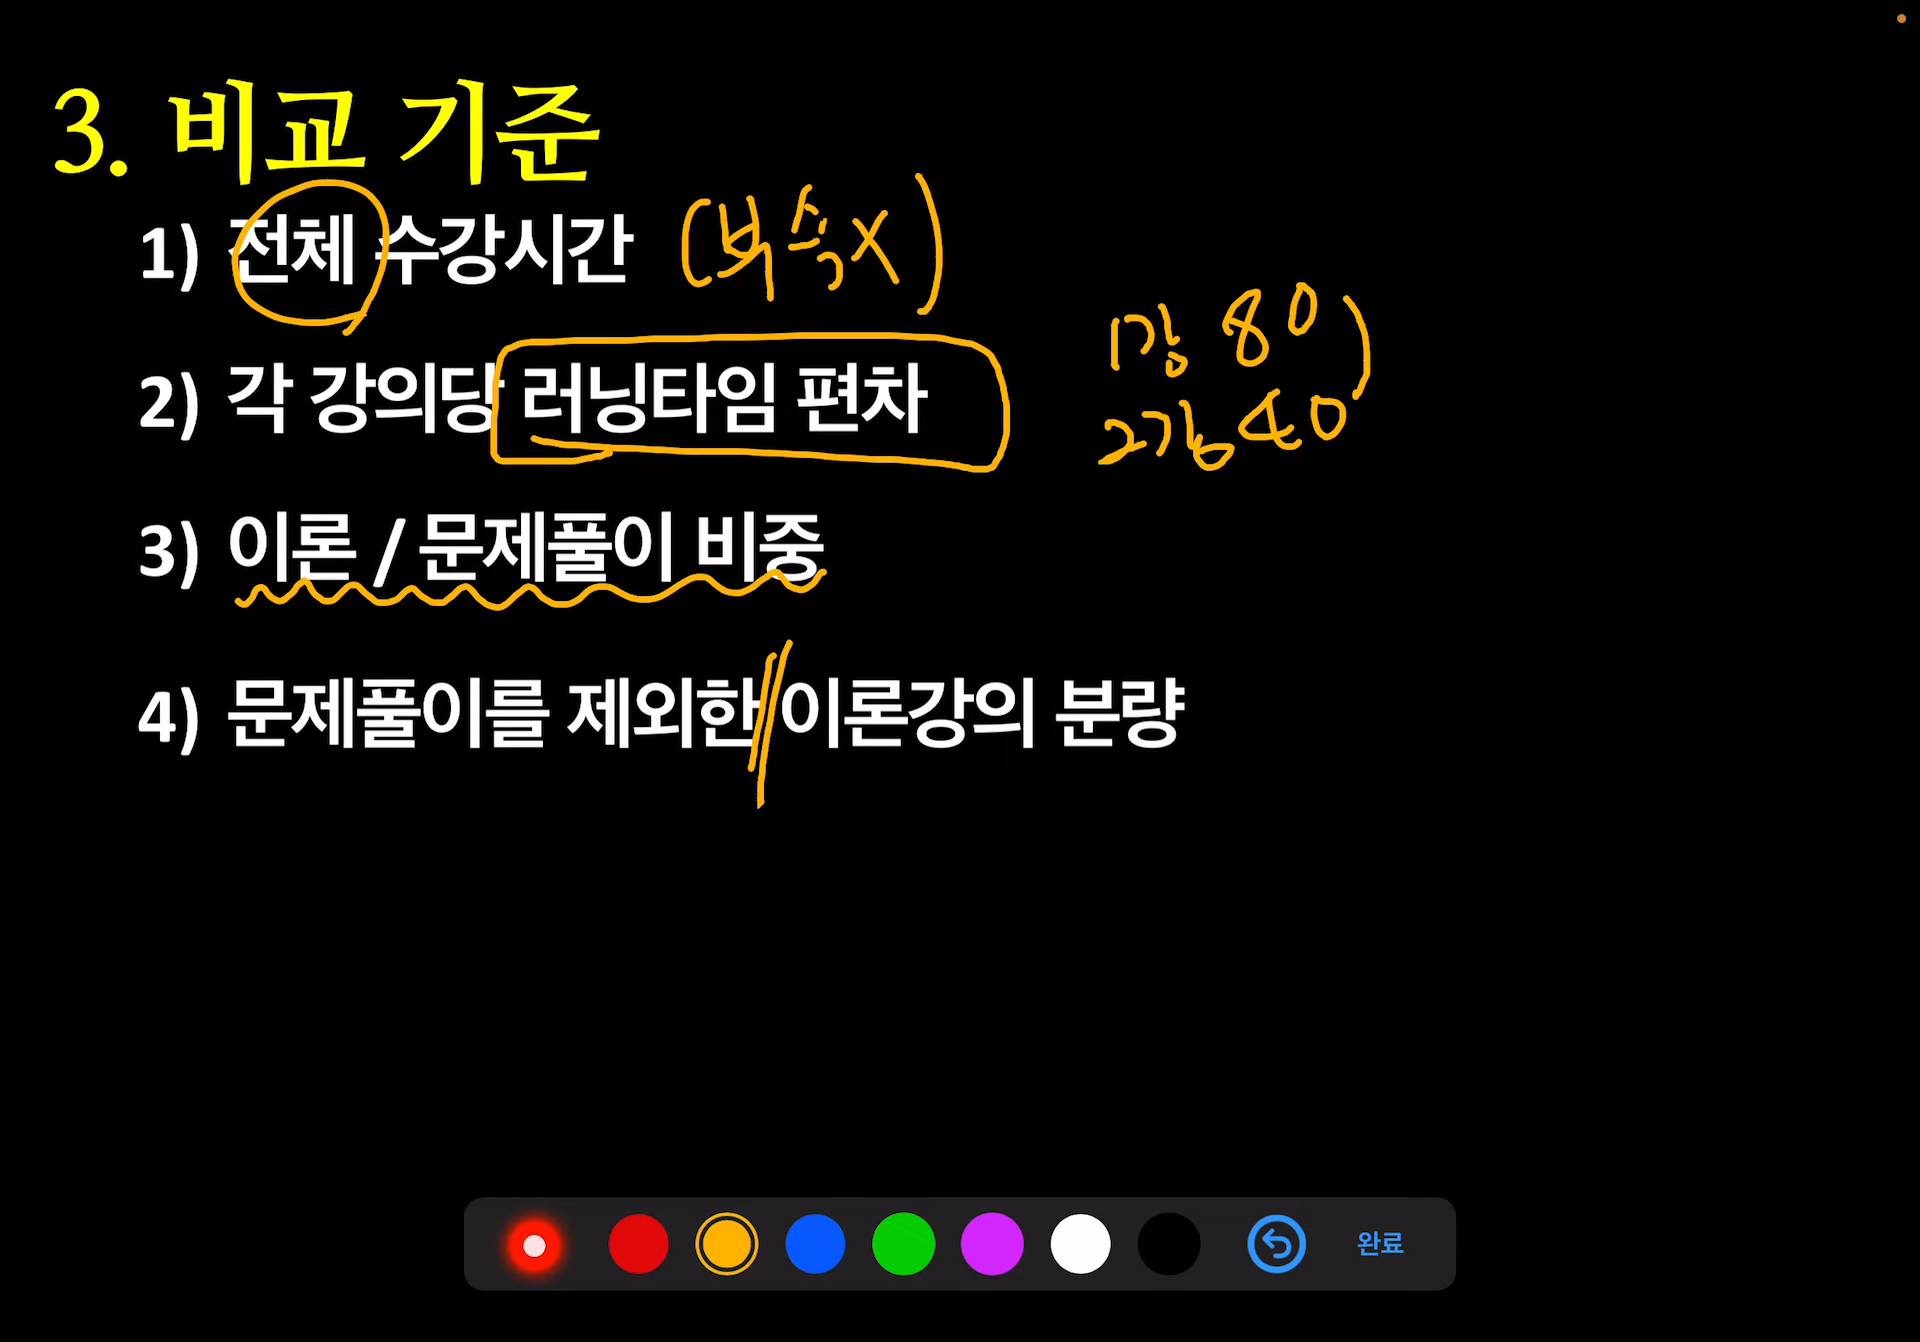 3. 비교 기준
1) 전체 수강시간 (배속X)
2) 각 강의당 러닝타임 편차
1강 80
2강 40
3) 이론 / 문제풀이 비중
4) 문제풀이를 제외한 이론강의 분량
완료